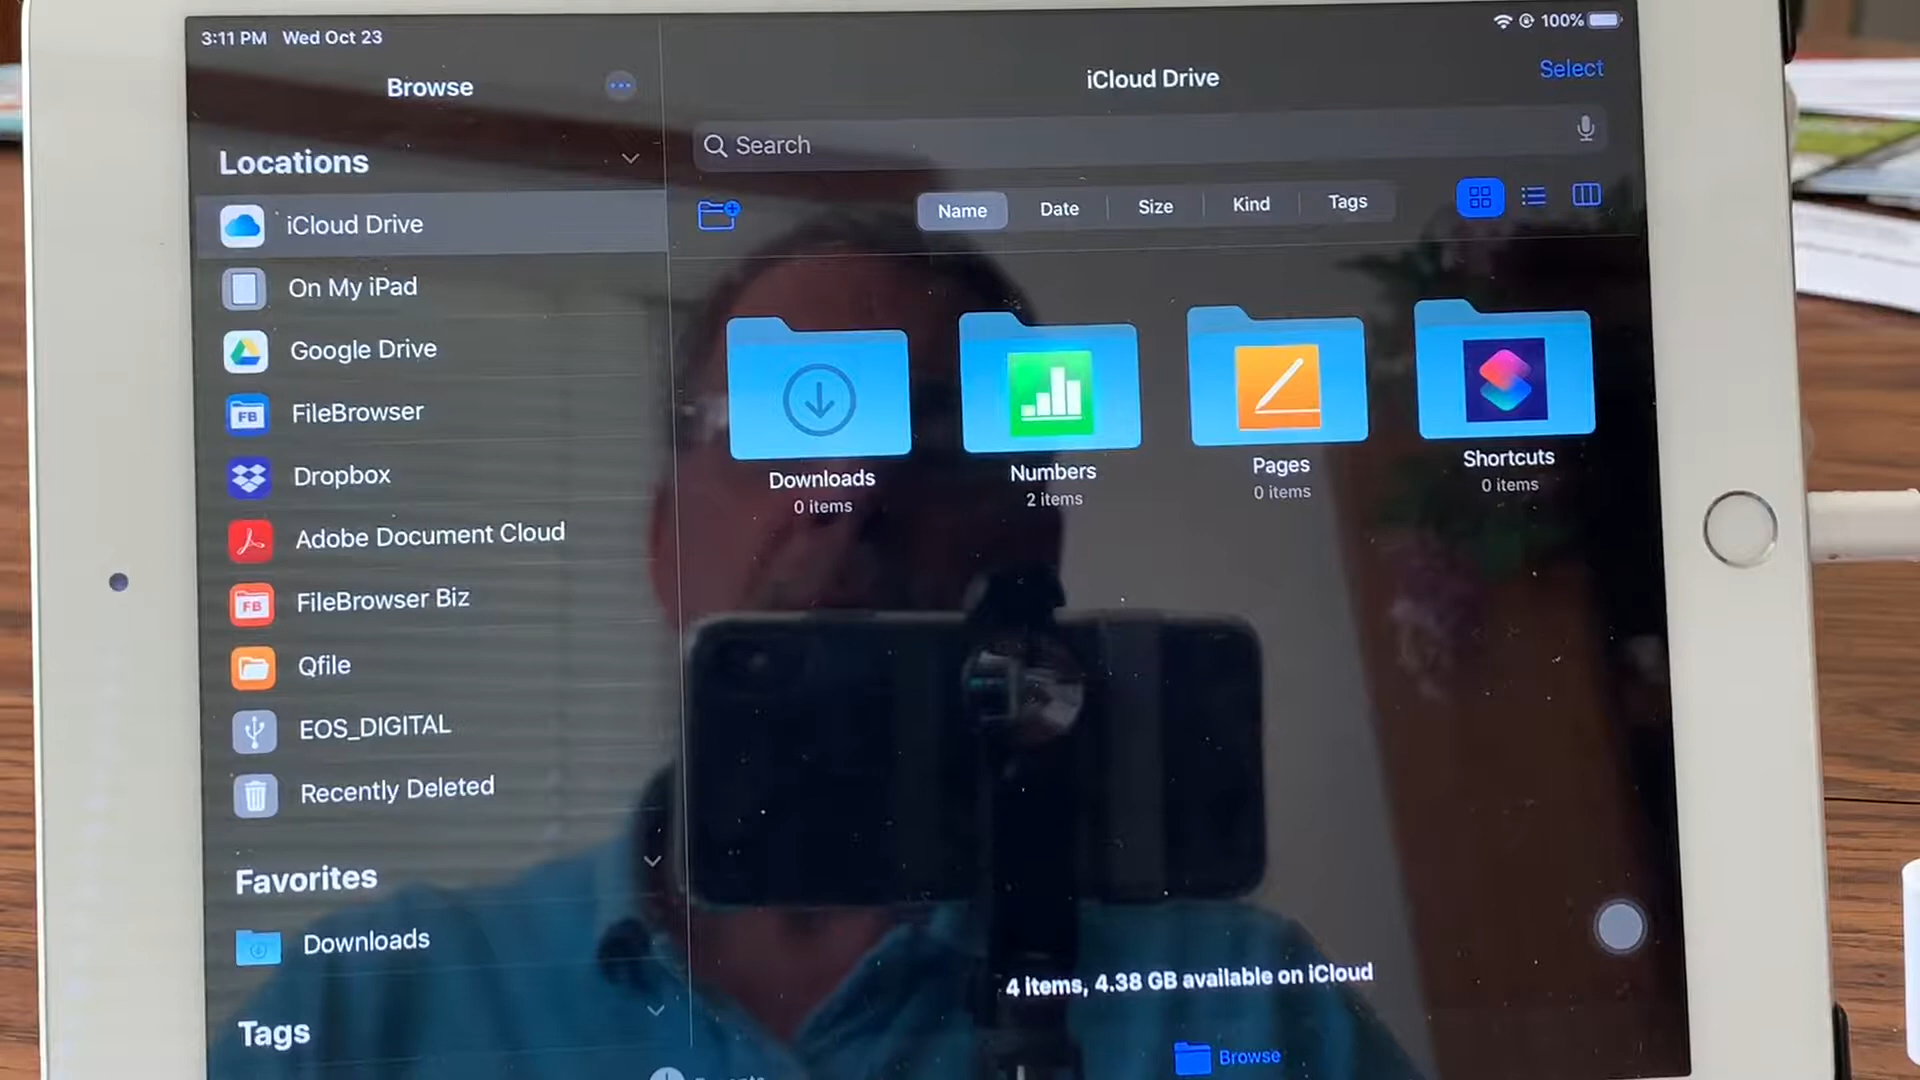 3:11 PM Wed Oct 23
100%
Browse
Locations
iCloud Drive
On My iPad
Google Drive
FB
FileBrowser
Dropbox
Adobe Document Cloud
FB
FileBrowser Biz
Qfile
EOS_DIGITAL
Recently Deleted
Favorites
Downloads
Tags
iCloud Drive
Select
Search
Name Date Size Kind Tags
Downloads
0 items
Numbers
2 items
Pages
0 items
Shortcuts
0 items
4 items, 4.38 GB available on iCloud
Browse